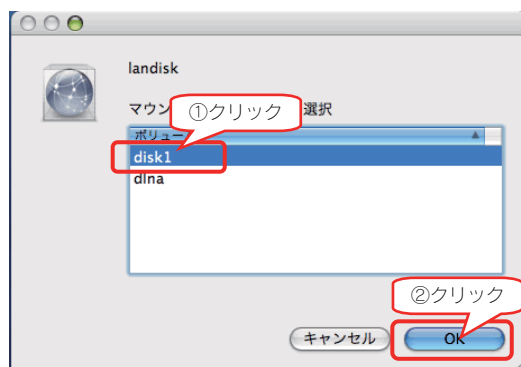 landisk
マウン
選択
①クリック
ボリュー
disk1
dlna
②クリック
キャンセル
OK